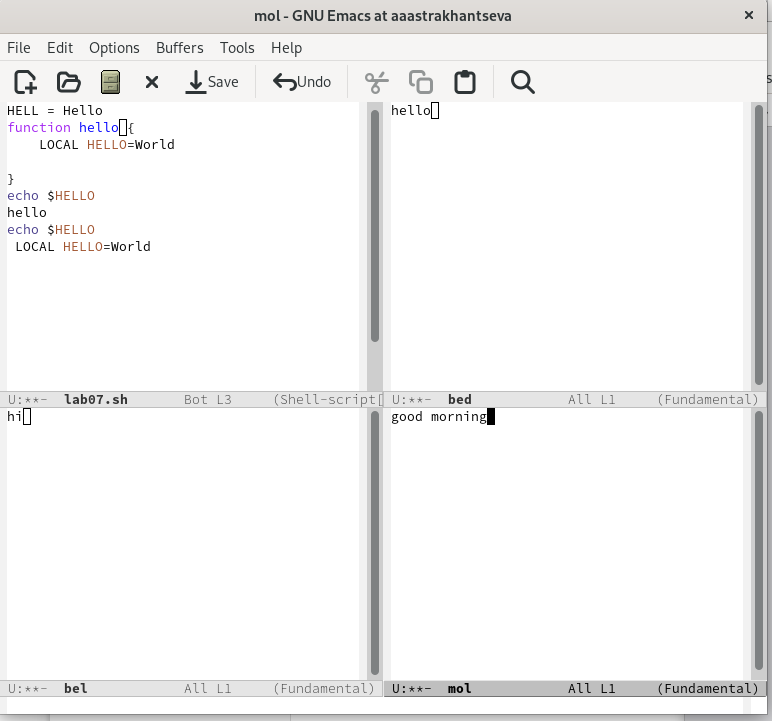 mol - GNU Emacs at aaastrakhantseva
File Edit Options Buffers Tools Help
Save Undo
HELL = Hello
function hello{
    LOCAL HELLO=World
}
echo $HELLO
hello
echo $HELLO
 LOCAL HELLO=World
U:**-  lab07.sh       Bot L3     (Shell-script[
hello
U:**-  bed            All L1     (Fundamental)
hi
U:**-  bel            All L1     (Fundamental)
good morning
U:**-  mol            All L1     (Fundamental)